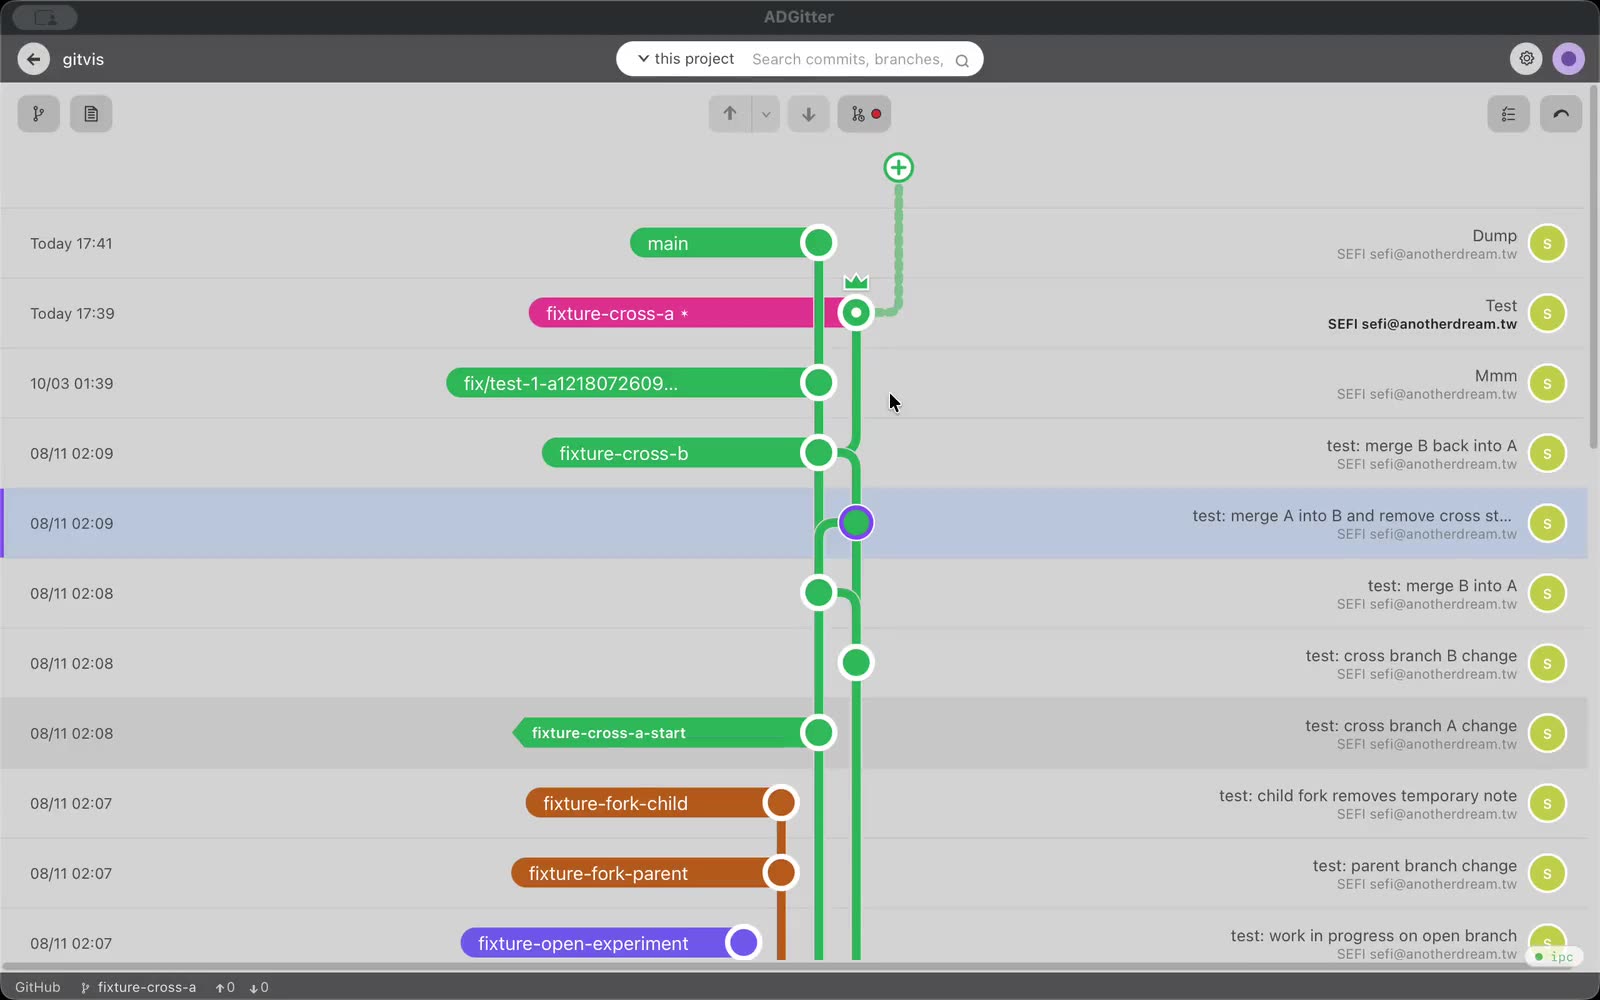 ADGitter
gitvis
this project
Search commits, branches,
Today 17:41
main
Dump
SEFI sefi@anotherdream.tw
Today 17:39
fixture-cross-a *
Test
SEFI sefi@anotherdream.tw
10/03 01:39
fix/test-1-a1218072609...
Mmm
SEFI sefi@anotherdream.tw
08/11 02:09
fixture-cross-b
test: merge B back into A
SEFI sefi@anotherdream.tw
08/11 02:09
test: merge A into B and remove cross st...
SEFI sefi@anotherdream.tw
08/11 02:08
test: merge B into A
SEFI sefi@anotherdream.tw
08/11 02:08
test: cross branch B change
SEFI sefi@anotherdream.tw
08/11 02:08
fixture-cross-a-start
test: cross branch A change
SEFI sefi@anotherdream.tw
08/11 02:07
fixture-fork-child
test: child fork removes temporary note
SEFI sefi@anotherdream.tw
08/11 02:07
fixture-fork-parent
test: parent branch change
SEFI sefi@anotherdream.tw
08/11 02:07
fixture-open-experiment
test: work in progress on open branch
SEFI sefi@anotherdream.tw
S
S
S
S
S
S
S
S
S
S
S
ipc
GitHub
fixture-cross-a
↑0 ↓0